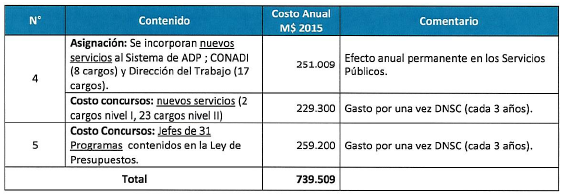 N° Contenido Costo Anual M$ 2015 Comentario
4
Asignación: Se incorporan nuevos
servicios al Sistema de ADP ; CONADI
(8 cargos) y Dirección del Trabajo (17
cargos).
251.009
Efecto anual permanente en los Servicios
Públicos.
Costo concursos: nuevos servicios (2
cargos nivel I, 23 cargos nivel II)
229.300
Gasto por una vez DNSC (cada 3 años).
5
Costo Concursos: Jefes de 31
Programas contenidos en la Ley de
Presupuestos.
259.200
Gasto por una vez DNSC (cada 3 años).
Total 739.509